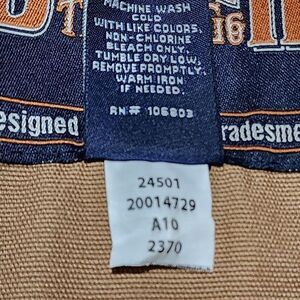 MACHINE WASH
COLD
WITH LIKE COLORS.
NON-CHLORINE
BLEACH ONLY.
TUMBLE DRY LOW.
REMOVE PROMPTLY.
WARM IRON
IF NEEDED.
16
RN# 106803
esigned
radesme
24501
20014729
A10
2370